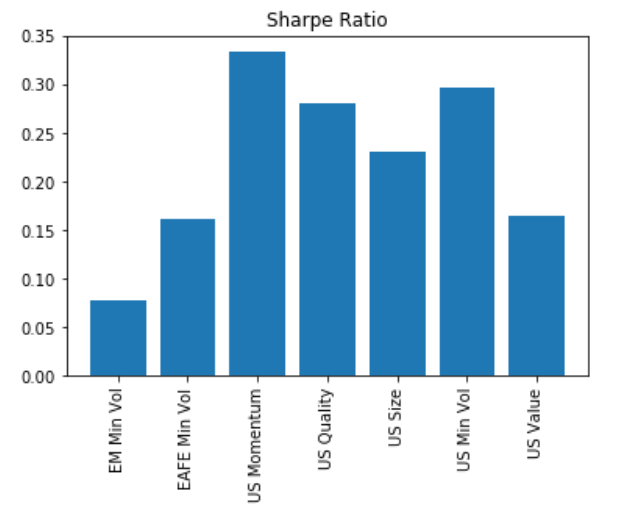 Sharpe Ratio
0.35
0.30
0.25
0.20
0.15
0.10
0.05
0.00
EM Min Vol
EAFE Min Vol
US Momentum
US Quality
US Size
US Min Vol
US Value